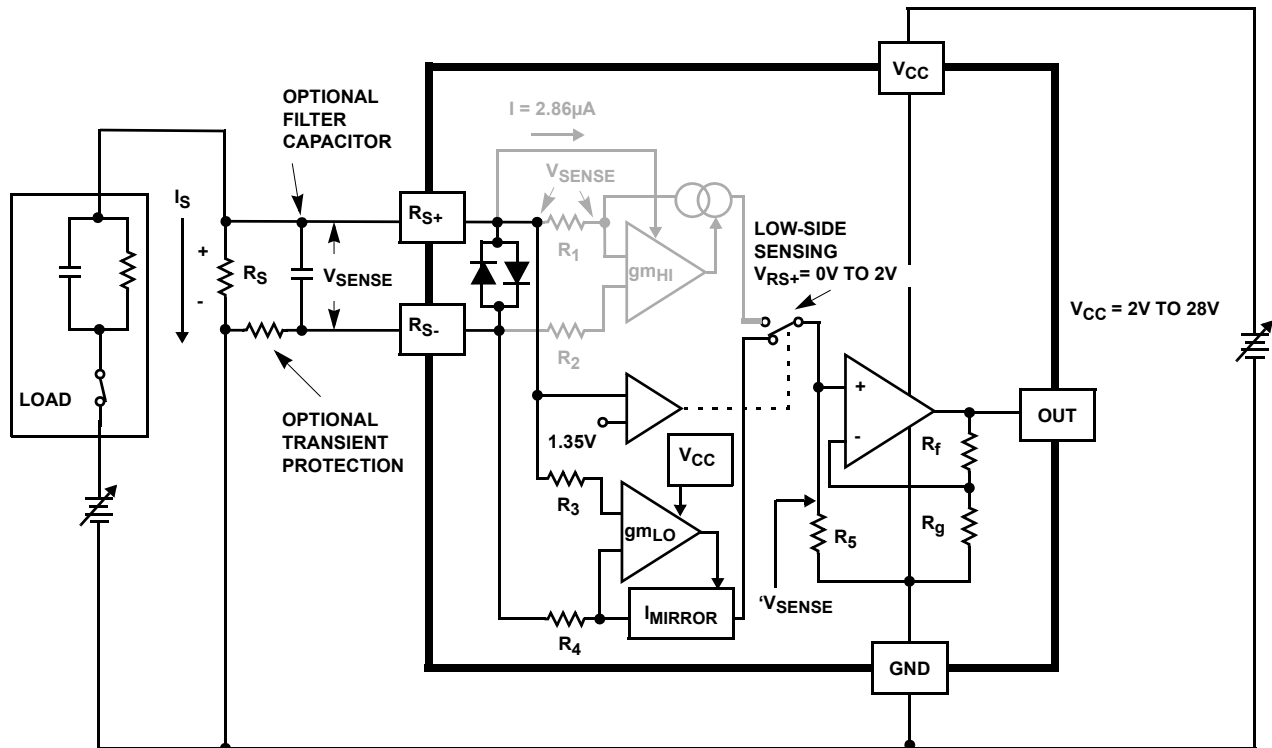 VCC
OPTIONAL
FILTER
CAPACITOR
I = 2.86µA
VSENSE
IS
RS+
R1
gmHI
LOW-SIDE
SENSING
VRS+= 0V TO 2V
+
RS
-
VSENSE
RS-
R2
VCC = 2V TO 28V
LOAD
OPTIONAL
TRANSIENT
PROTECTION
1.35V
VCC
+
-
OUT
Rf
R3
gmLO
R5
Rg
‘VSENSE
IMIRROR
R4
GND